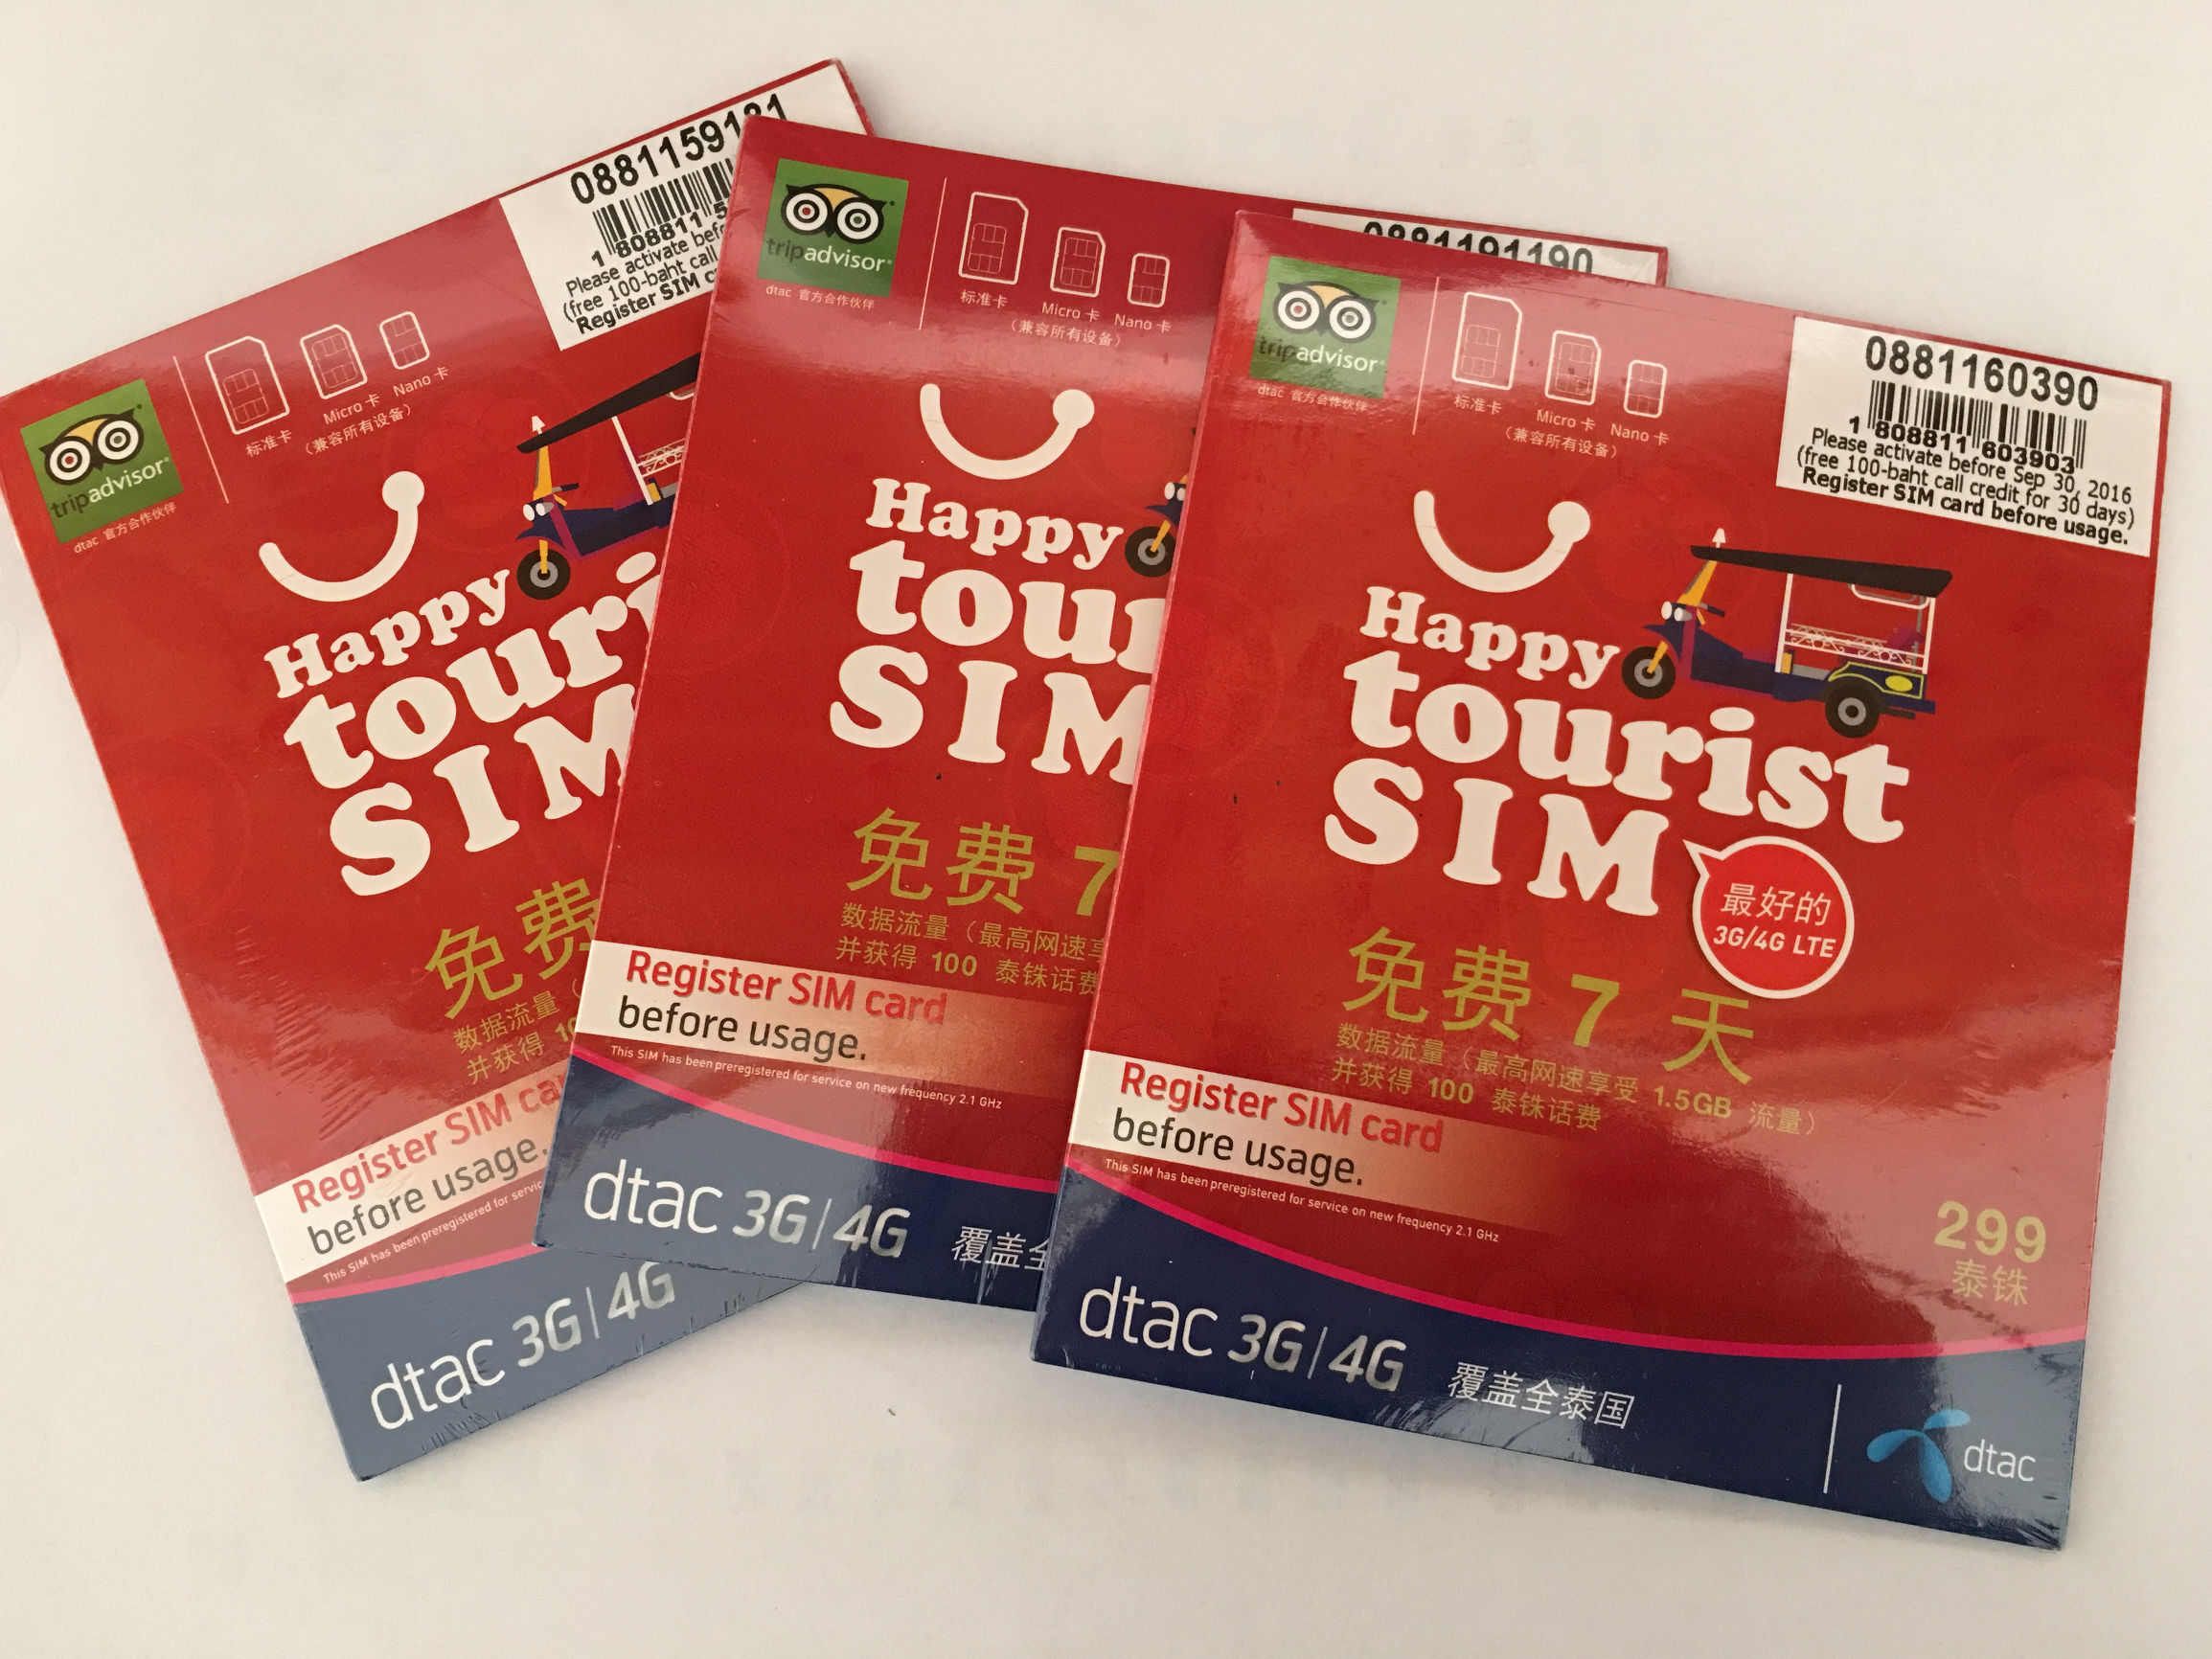 0881159
1 808811 5
Please activate
(free 100-baht call
Register SIM
tripadvisor
dtac 官方合作伙伴
标准卡
Micro 卡
Nano 卡
(兼容所有设备)
Happy
SIM
免费
数据流量
并获得
Register SIM
before usage.
This SIM has been preregistered for
dtac 3G|4G
0881191190
tripadvisor
dtac 官方合作伙伴
标准卡
Micro 卡
Nano 卡
(兼容所有设备)
Happy
SIM
免费 7
数据流量 (最高网速享
并获得 100 泰铢话费
Register SIM card
before usage.
This SIM has been preregistered for service on new frequency 2.1 GHz
dtac 3G|4G
覆盖全
0881160390
1 808811 603903
Please activate before Sep 30, 2016
(free 100-baht call credit for 30 days)
Register SIM card before usage.
tripadvisor
dtac 官方合作伙伴
标准卡
Micro 卡
Nano 卡
(兼容所有设备)
Happy
tourist
SIM
最好的
3G/4G LTE
免费 7 天
数据流量 (最高网速享受 1.5GB 流量)
并获得 100 泰铢话费
Register SIM card
before usage.
This SIM has been preregistered for service on new frequency 2.1 GHz
299
泰铢
dtac 3G|4G
覆盖全泰国
dtac